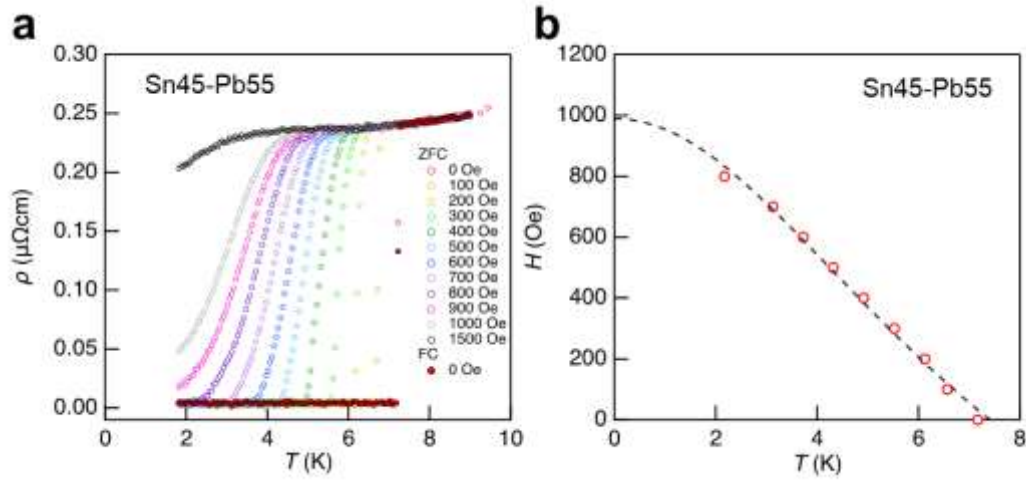 a
Sn45-Pb55
0.30
0.25
0.20
0.15
0.10
0.05
0.00
ρ (μΩcm)
0
2
4
6
8
10
T (K)
ZFC
0 Oe
100 Oe
200 Oe
300 Oe
400 Oe
500 Oe
600 Oe
700 Oe
800 Oe
900 Oe
1000 Oe
1500 Oe
FC
0 Oe
b
Sn45-Pb55
1200
1000
800
600
400
200
0
H (Oe)
0
2
4
6
8
T (K)